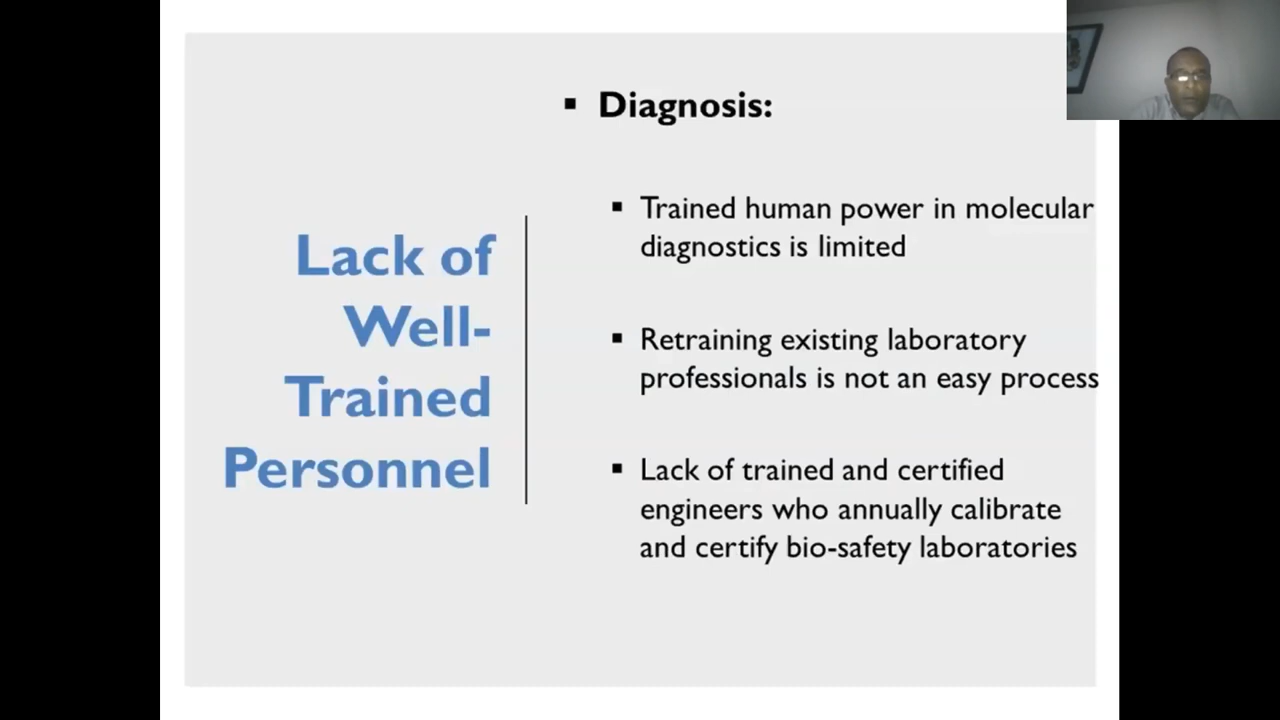 Lack of
Well-
Trained
Personnel
▪ Diagnosis:
▪ Trained human power in molecular
diagnostics is limited
▪ Retraining existing laboratory
professionals is not an easy process
▪ Lack of trained and certified
engineers who annually calibrate
and certify bio-safety laboratories